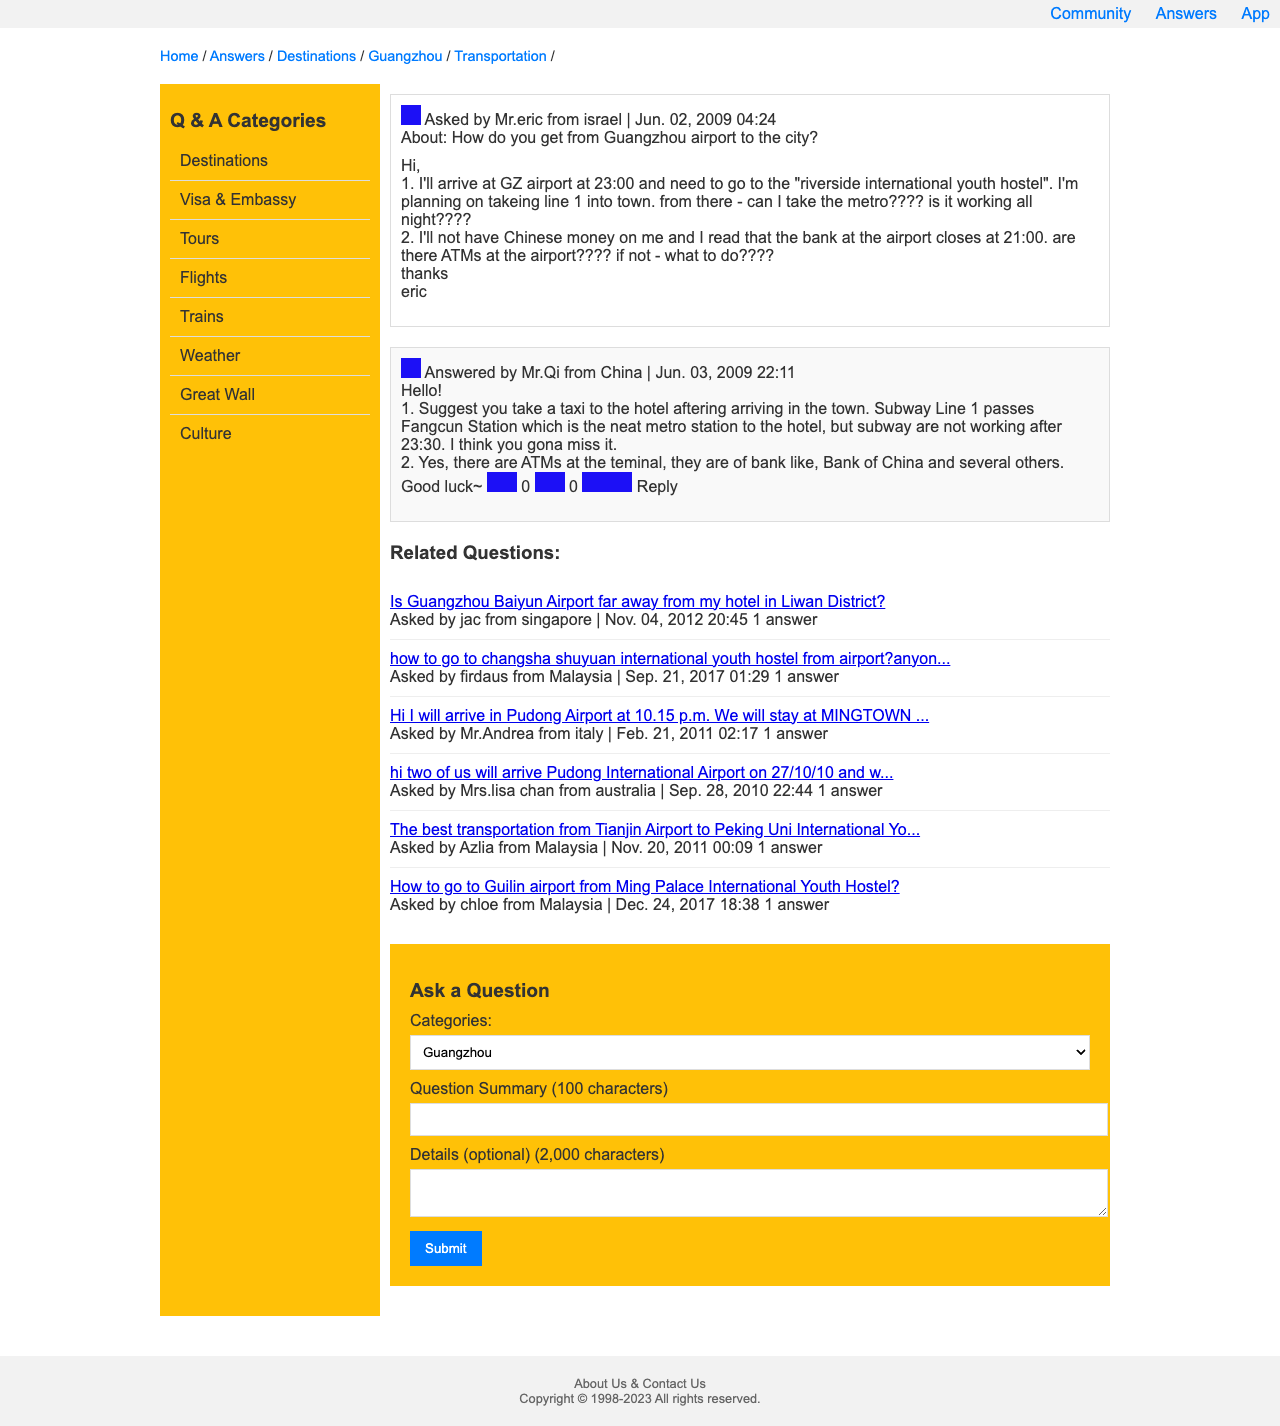 Community Answers App
Home / Answers / Destinations / Guangzhou / Transportation /
Q & A Categories
Destinations
Visa & Embassy
Tours
Flights
Trains
Weather
Great Wall
Culture
Asked by Mr.eric from israel | Jun. 02, 2009 04:24
About: How do you get from Guangzhou airport to the city?
Hi,
1. I'll arrive at GZ airport at 23:00 and need to go to the "riverside international youth hostel". I'm
planning on takeing line 1 into town. from there - can I take the metro???? is it working all
night????
2. I'll not have Chinese money on me and I read that the bank at the airport closes at 21:00. are
there ATMs at the airport???? if not - what to do????
thanks
eric
Answered by Mr.Qi from China | Jun. 03, 2009 22:11
Hello!
1. Suggest you take a taxi to the hotel aftering arriving in the town. Subway Line 1 passes
Fangcun Station which is the neat metro station to the hotel, but subway are not working after
23:30. I think you gona miss it.
2. Yes, there are ATMs at the teminal, they are of bank like, Bank of China and several others.
Good luck~ 0 0 Reply
Related Questions:
Is Guangzhou Baiyun Airport far away from my hotel in Liwan District?
Asked by jac from singapore | Nov. 04, 2012 20:45 1 answer
how to go to changsha shuyuan international youth hostel from airport?anyon...
Asked by firdaus from Malaysia | Sep. 21, 2017 01:29 1 answer
Hi I will arrive in Pudong Airport at 10.15 p.m. We will stay at MINGTOWN ...
Asked by Mr.Andrea from italy | Feb. 21, 2011 02:17 1 answer
hi two of us will arrive Pudong International Airport on 27/10/10 and w...
Asked by Mrs.lisa chan from australia | Sep. 28, 2010 22:44 1 answer
The best transportation from Tianjin Airport to Peking Uni International Yo...
Asked by Azlia from Malaysia | Nov. 20, 2011 00:09 1 answer
How to go to Guilin airport from Ming Palace International Youth Hostel?
Asked by chloe from Malaysia | Dec. 24, 2017 18:38 1 answer
Ask a Question
Categories:
Guangzhou
Question Summary (100 characters)
Details (optional) (2,000 characters)
Submit
About Us & Contact Us
Copyright © 1998-2023 All rights reserved.